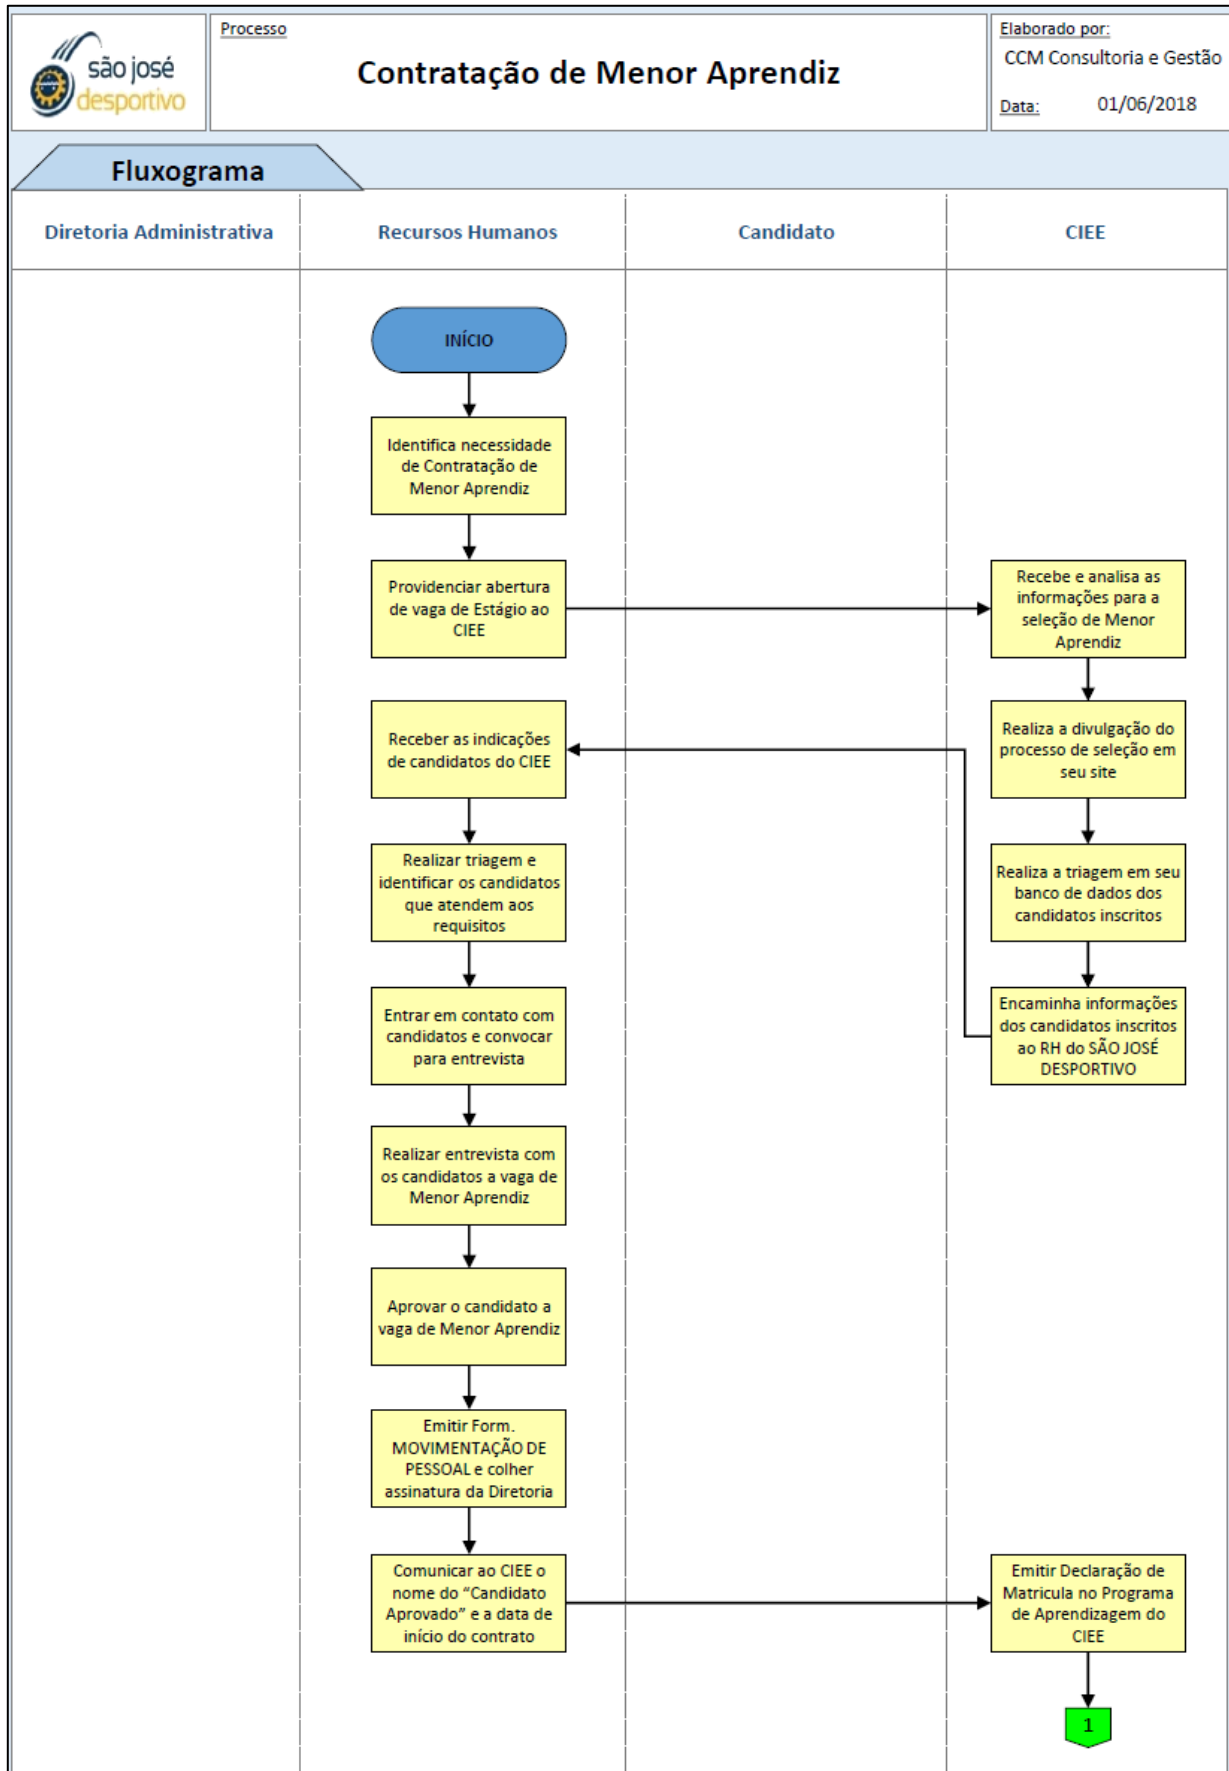 são josé
desportivo
Processo
Contratação de Menor Aprendiz
Elaborado por:
CCM Consultoria e Gestão
Data: 01/06/2018
Fluxograma
Diretoria Administrativa
Recursos Humanos
Candidato
CIEE
INÍCIO
Identifica necessidade
de Contratação de
Menor Aprendiz
Providenciar abertura
de vaga de Estágio ao
CIEE
Recebe e analisa as
informações para a
seleção de Menor
Aprendiz
Realiza a divulgação do
processo de seleção em
seu site
Realiza a triagem em seu
banco de dados dos
candidatos inscritos
Encaminha informações
dos candidatos inscritos
ao RH do SÃO JOSÉ
DESPORTIVO
Receber as indicações
de candidatos do CIEE
Realizar triagem e
identificar os candidatos
que atendem aos
requisitos
Entrar em contato com
candidatos e convocar
para entrevista
Realizar entrevista com
os candidatos a vaga de
Menor Aprendiz
Aprovar o candidato a
vaga de Menor Aprendiz
Emitir Form.
MOVIMENTAÇÃO DE
PESSOAL e colher
assinatura da Diretoria
Comunicar ao CIEE o
nome do “Candidato
Aprovado” e a data de
início do contrato
Emitir Declaração de
Matricula no Programa
de Aprendizagem do
CIEE
1